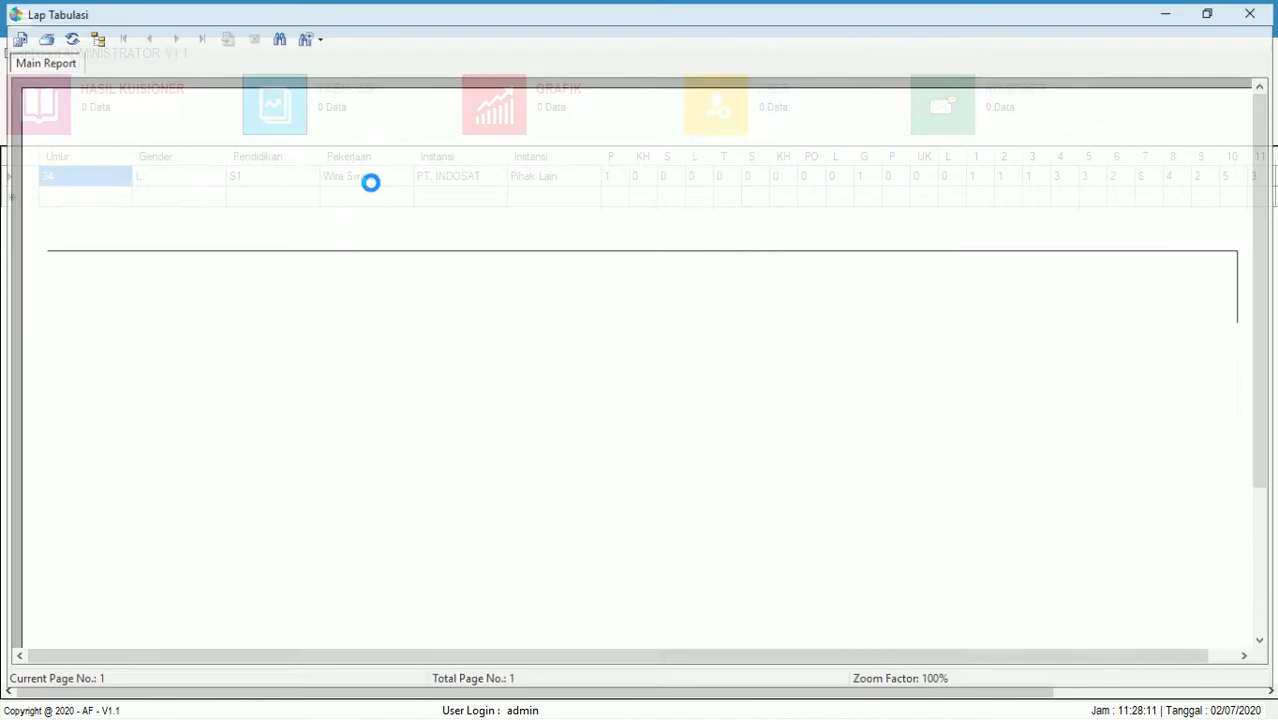 Lap Tabulasi
ADMINISTRATOR V1.1
Main Report
HASIL KUISIONER
0 Data
0 Data
GRAFIK
0 Data
0 Data
0 Data
Umur Gender Pendidikan Pekerjaan Instansi Instansi P KH S L T S KH PO L G P UK L 1 2 3 4 5 6 7 8 9 10 11
34 L S1 Wira Swa PT. INDOSAT Pihak Lain 1 0 0 0 0 0 0 0 0 1 0 0 0 1 1 1 3 3 2 6 4 2 5 3
Current Page No.: 1 Total Page No.: 1 Zoom Factor: 100%
Copyright @ 2020 - AF - V1.1 User Login : admin Jam : 11:28:11 | Tanggal : 02/07/2020